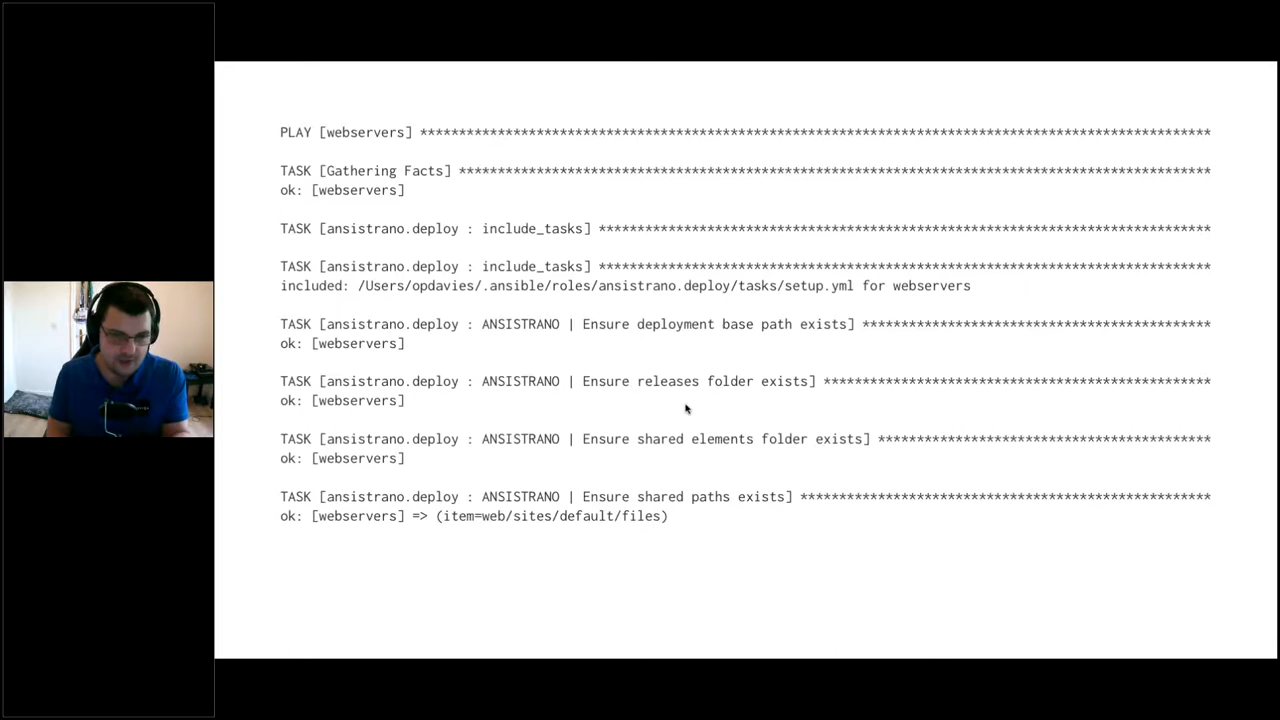 PLAY [webservers] ******************************************************************************************************
TASK [Gathering Facts] *************************************************************************************************
ok: [webservers]
TASK [ansistrano.deploy : include_tasks] *******************************************************************************
TASK [ansistrano.deploy : include_tasks] *******************************************************************************
included: /Users/opdavies/.ansible/roles/ansistrano.deploy/tasks/setup.yml for webservers
TASK [ansistrano.deploy : ANSISTRANO | Ensure deployment base path exists] *********************************************
ok: [webservers]
TASK [ansistrano.deploy : ANSISTRANO | Ensure releases folder exists] **************************************************
ok: [webservers]
TASK [ansistrano.deploy : ANSISTRANO | Ensure shared elements folder exists] *******************************************
ok: [webservers]
TASK [ansistrano.deploy : ANSISTRANO | Ensure shared paths exists] *****************************************************
ok: [webservers] => (item=web/sites/default/files)